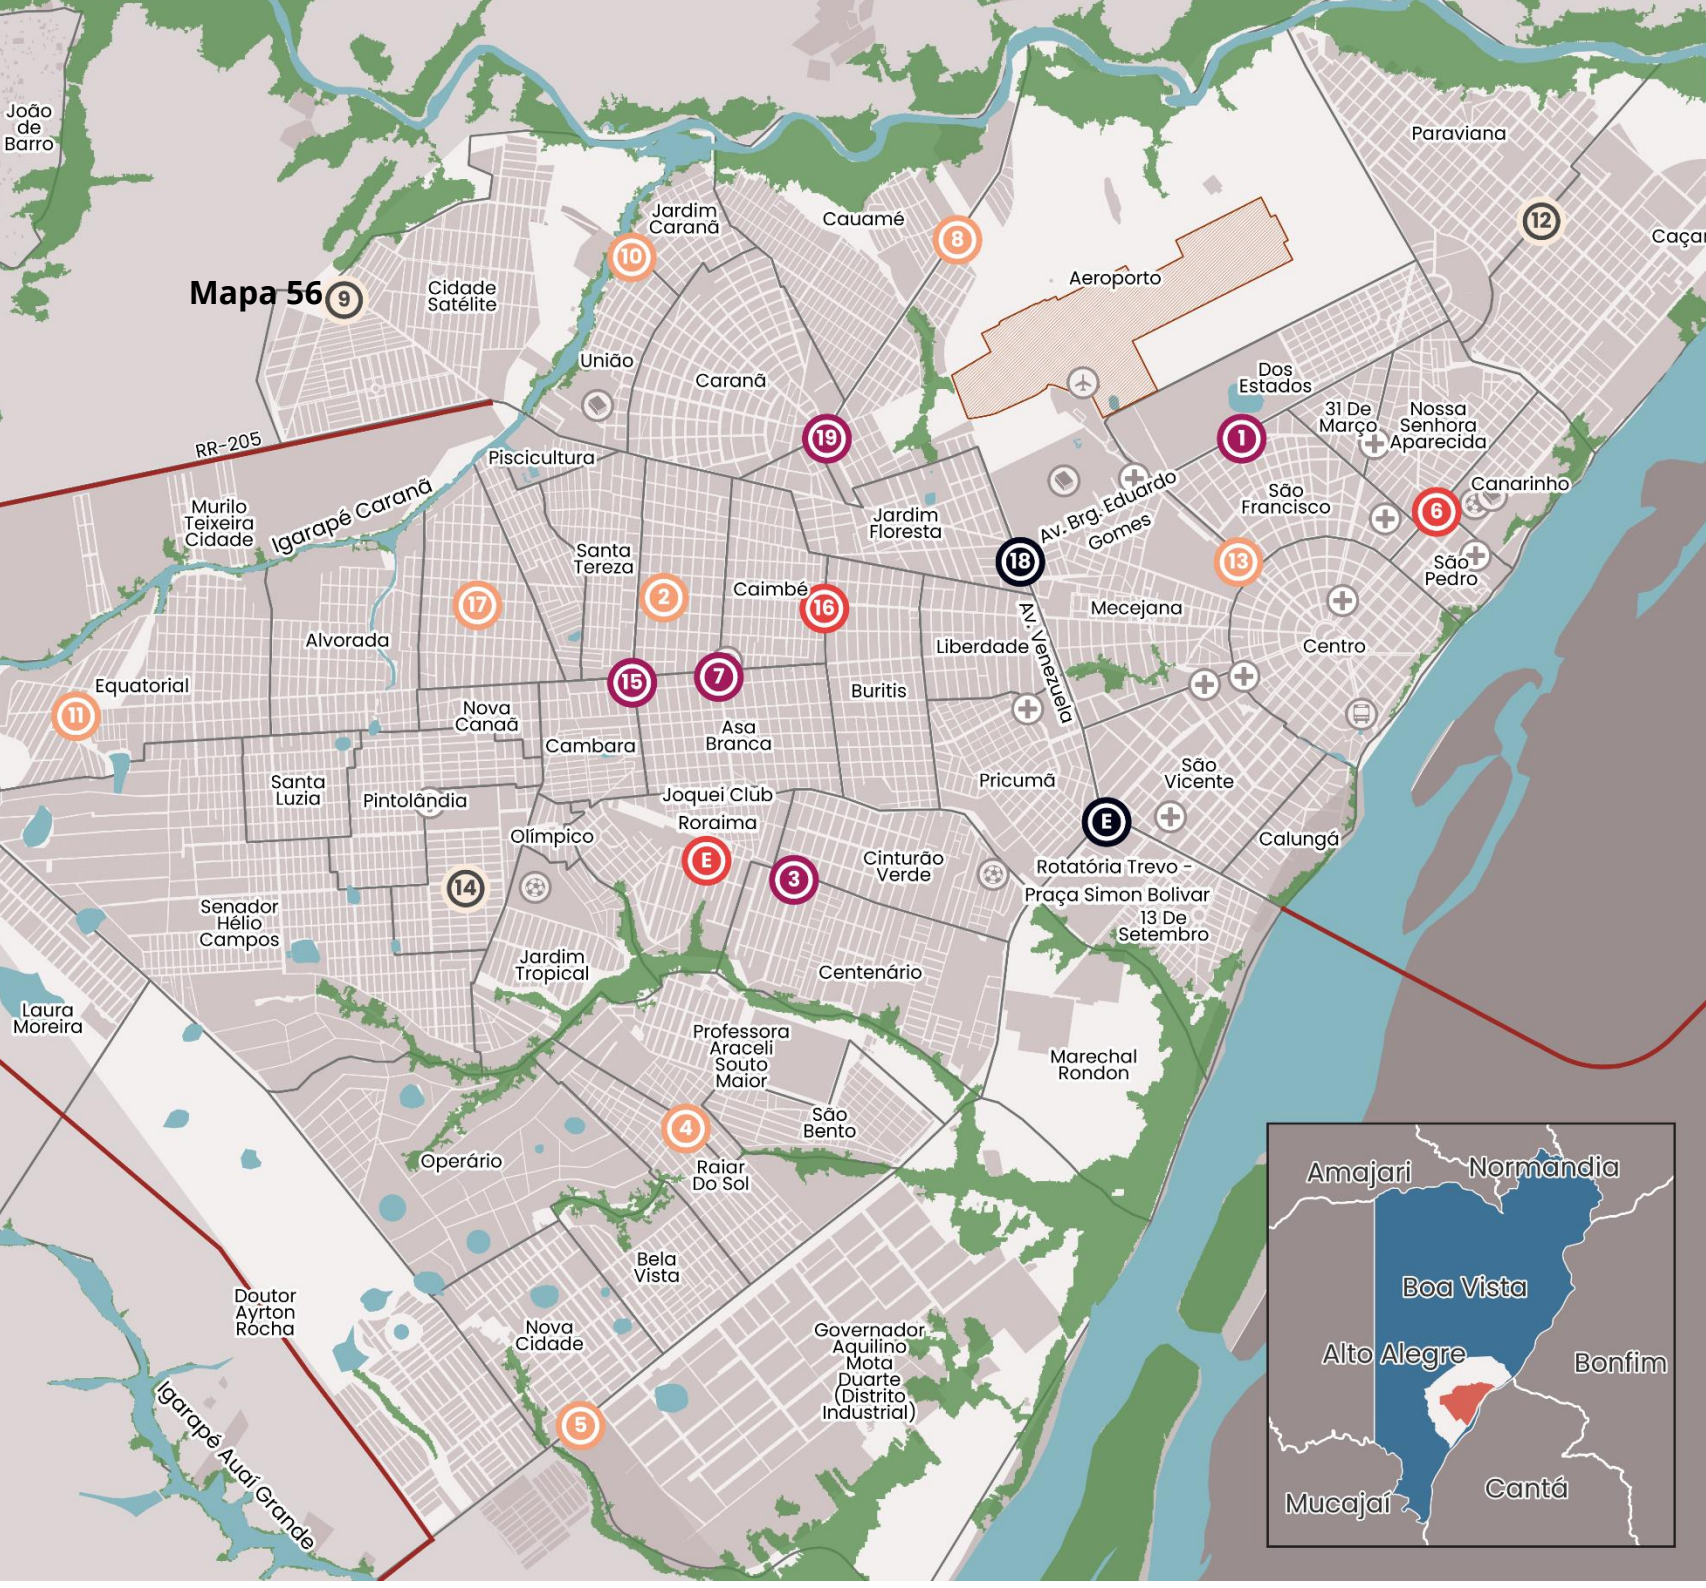 João
de
Barro
Paraviana
Jardim
Caranã
Cauamé
12
8
Caçar
10
Aeroporto
Mapa 56
9
Cidade
Satélite
União
Caranã
Dos
Estados
31 De
Março
Nossa
Senhora
Aparecida
19
1
RR-205
Piscicultura
Canarinho
Murilo
Teixeira
Cidade
Igarapé Caranã
Jardim
Floresta
Av. Brg. Eduardo
Gomes
São
Francisco
6
Santa
Tereza
18
13
São
Pedro
17
2
Caimbé
16
Mecejana
Alvorada
Liberdade
Av. Venezuela
Centro
Equatorial
15
7
Buritis
11
Nova
Canaã
Cambara
Asa
Branca
Santa
Luzia
Pintolândia
Pricumã
São
Vicente
Joquei Club
Roraima
Olímpico
E
E
Calungá
Cinturão
Verde
3
14
Rotatória Trevo -
Praça Simon Bolivar
13 De
Setembro
Senador
Hélio
Campos
Jardim
Tropical
Centenário
Laura
Moreira
Professora
Araceli
Souto
Maior
Marechal
Rondon
São
Bento
4
Operário
Raiar
Do Sol
Bela
Vista
Doutor
Ayrton
Rocha
Nova
Cidade
Governador
Aquilino
Mota
Duarte
(Distrito
Industrial)
5
Igarapé Auaí Grande
Amajari
Normandia
Boa Vista
Alto Alegre
Bonfim
Mucajaí
Cantá